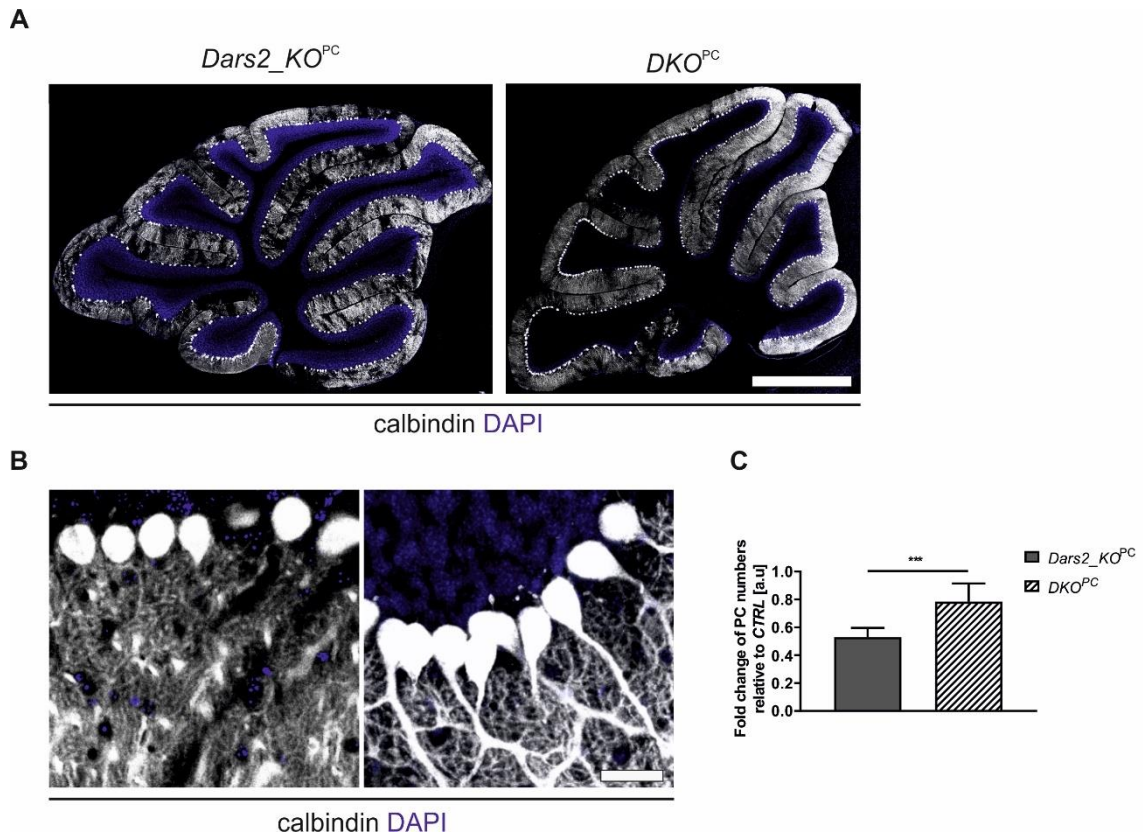 A
Dars2_KO^PC
DKO^PC
calbindin DAPI
B
calbindin DAPI
C
Fold change of PC numbers
relative to CTRL [a.u]
1.0
0.8
0.6
0.4
0.2
0.0
***
Dars2_KO^PC
DKO^PC